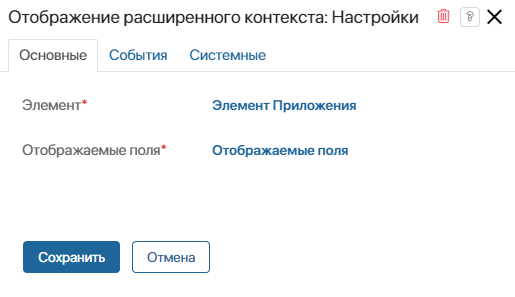 Отображение расширенного контекста: Настройки ?
Основные События Системные
Элемент* Элемент Приложения
Отображаемые поля* Отображаемые поля
Сохранить Отмена